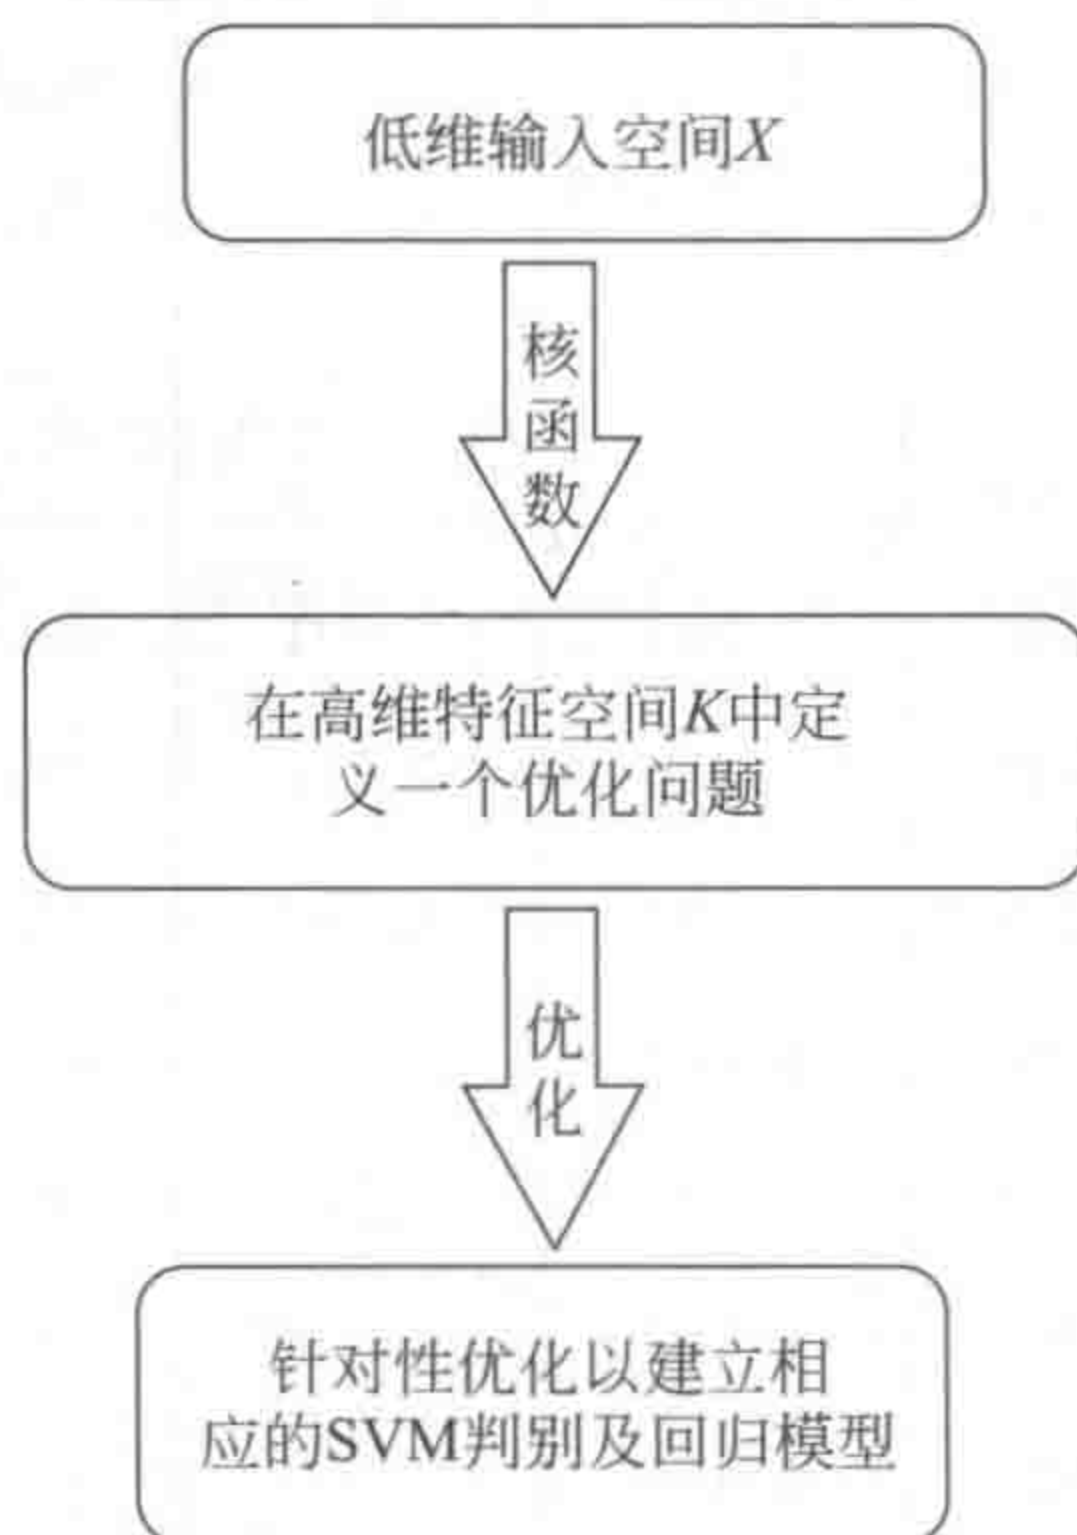 低维输入空间X
核
函
数
在高维特征空间K中定
义一个优化问题
优
化
针对性优化以建立相
应的SVM判别及回归模型